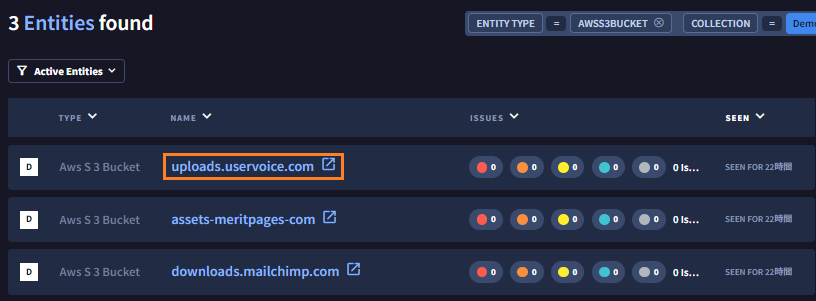 3 Entities found
ENTITY TYPE = AWSS3BUCKET COLLECTION = Demo
Active Entities
TYPE NAME ISSUES SEEN
D Aws S 3 Bucket uploads.uservoice.com 0 0 0 0 0 0 Is... SEEN FOR 22時間
D Aws S 3 Bucket assets-meritpages-com 0 0 0 0 0 0 Is... SEEN FOR 22時間
D Aws S 3 Bucket downloads.mailchimp.com 0 0 0 0 0 0 Is... SEEN FOR 22時間